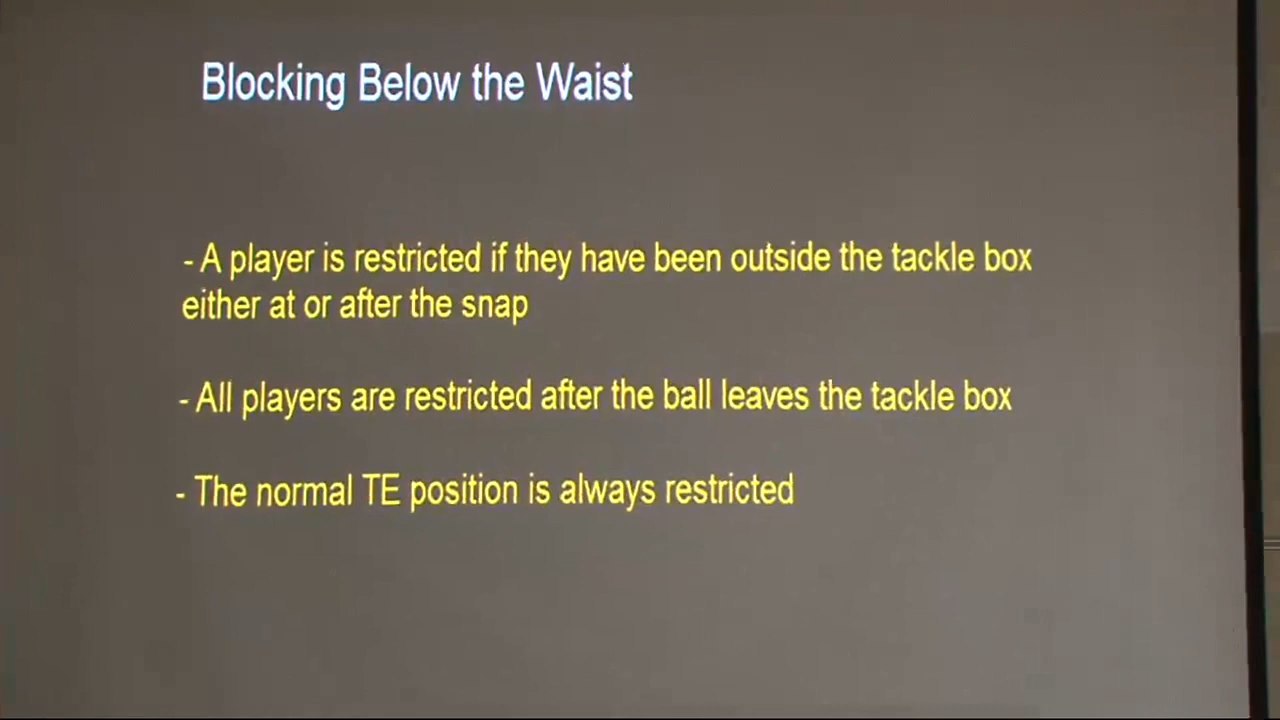 Blocking Below the Waist
- A player is restricted if they have been outside the tackle box
either at or after the snap
- All players are restricted after the ball leaves the tackle box
- The normal TE position is always restricted